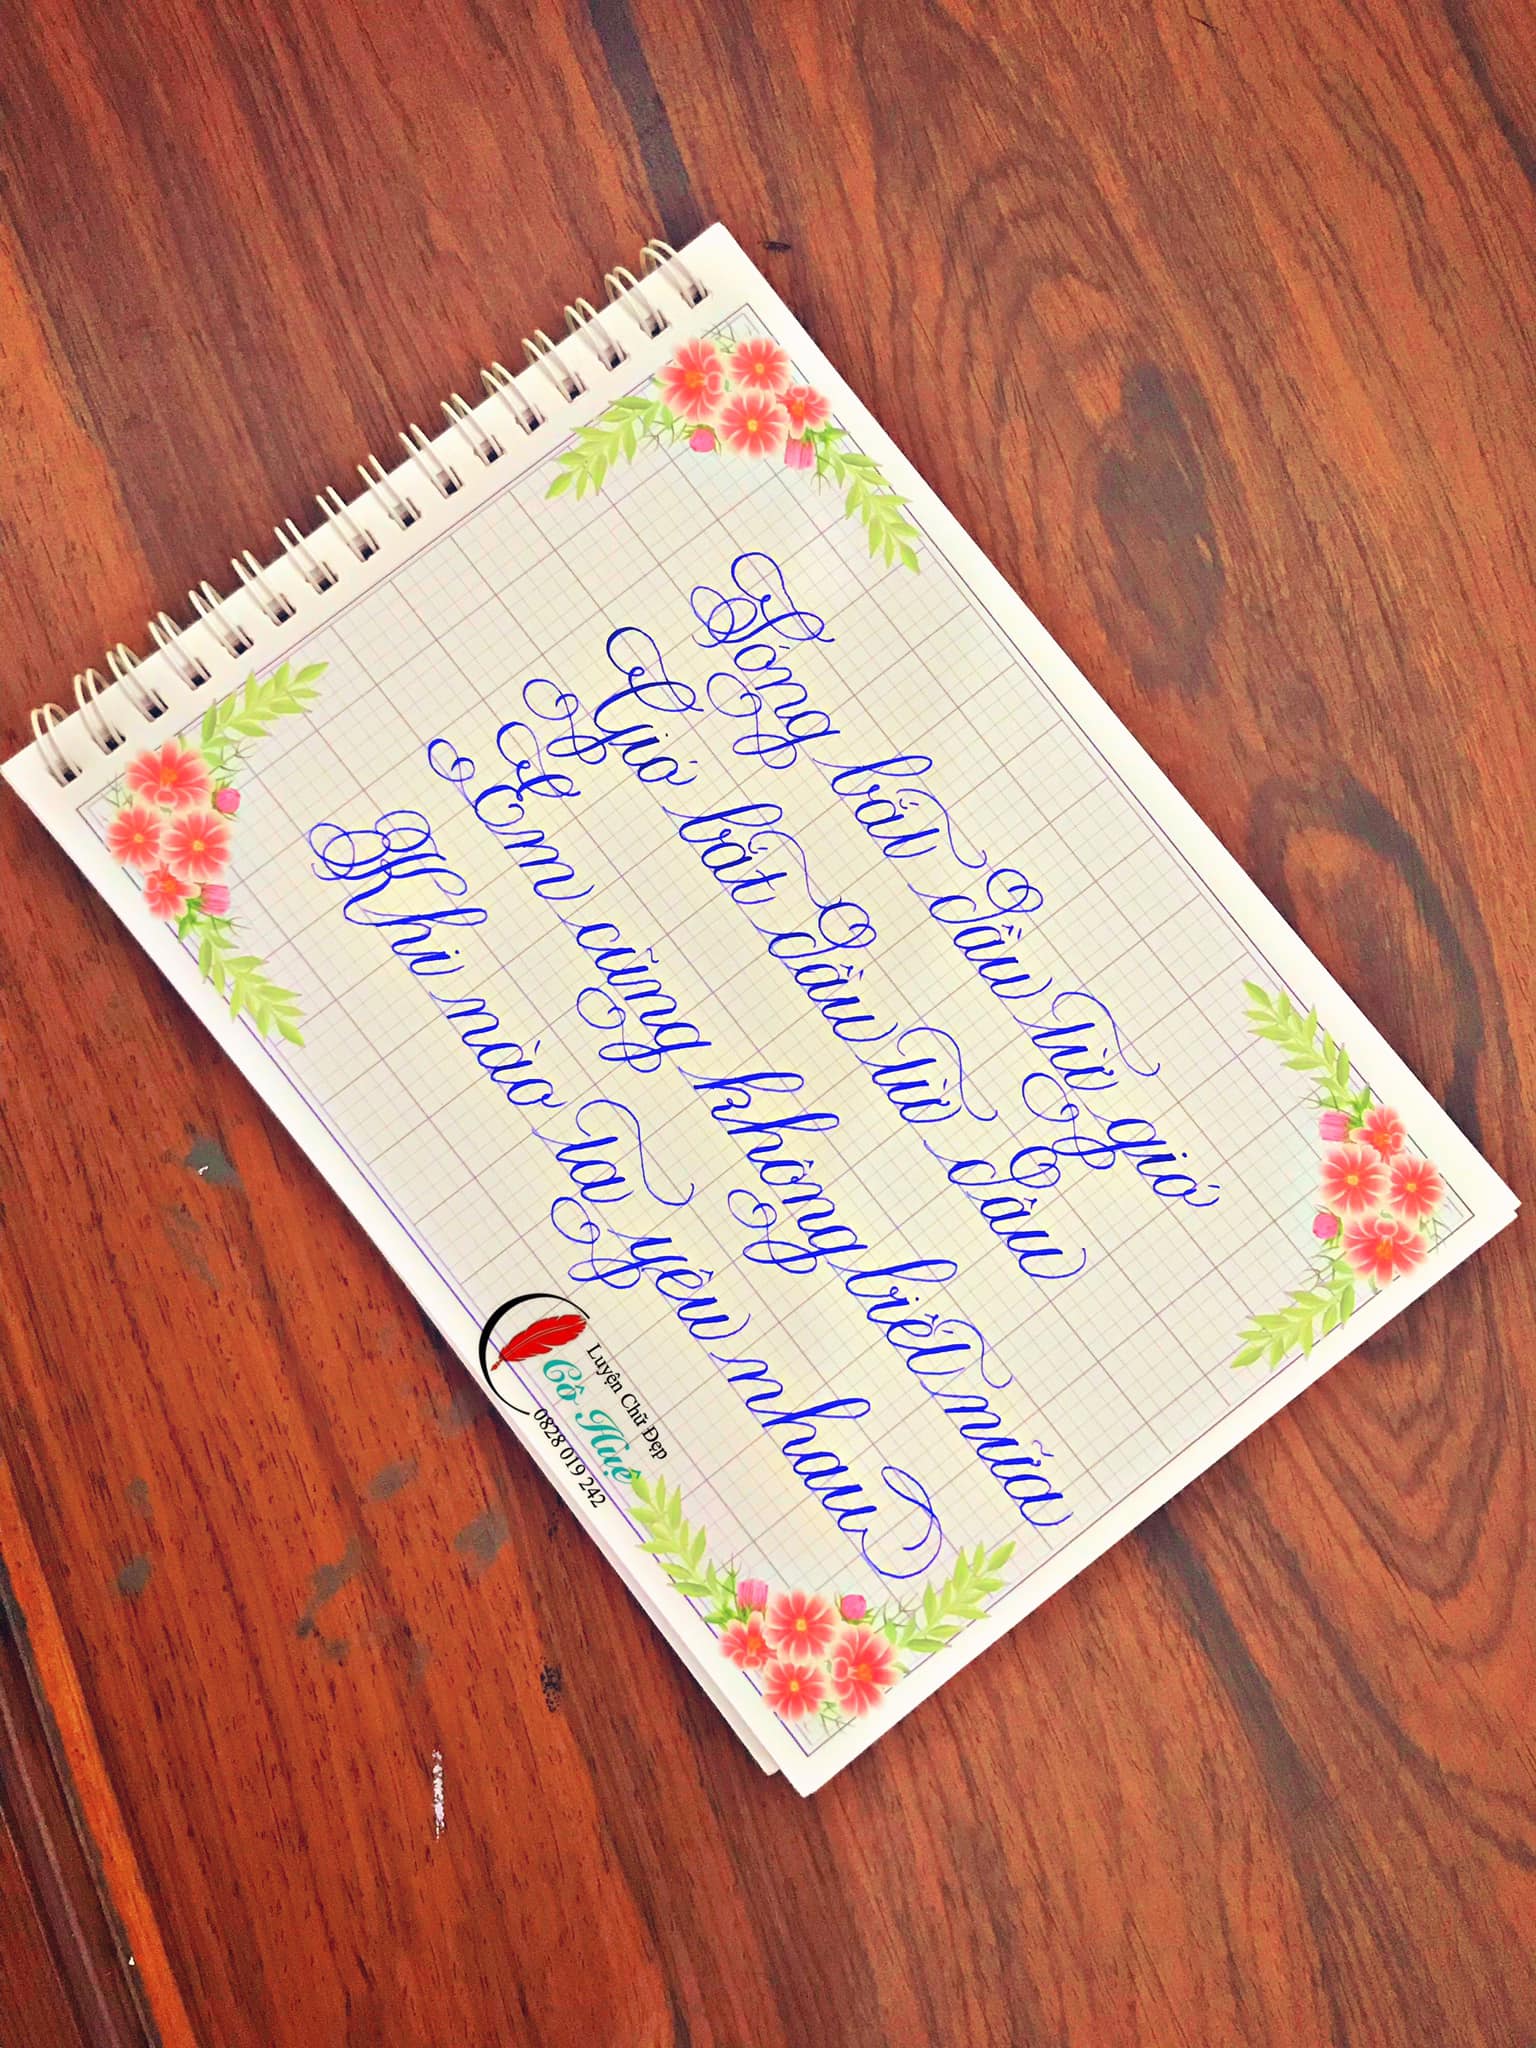 Sóng bắt đầu từ gió
Gió bắt đầu từ đâu
Em cũng không biết nữa
Khi nào ta yêu nhau
Luyện Chữ Đẹp
Cô Huệ
0828 019 242